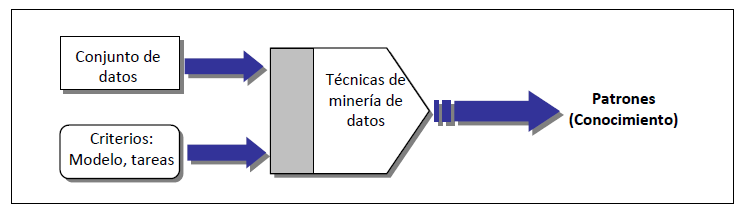 Conjunto de
datos
Criterios:
Modelo, tareas
Técnicas de
minería de
datos
Patrones
(Conocimiento)